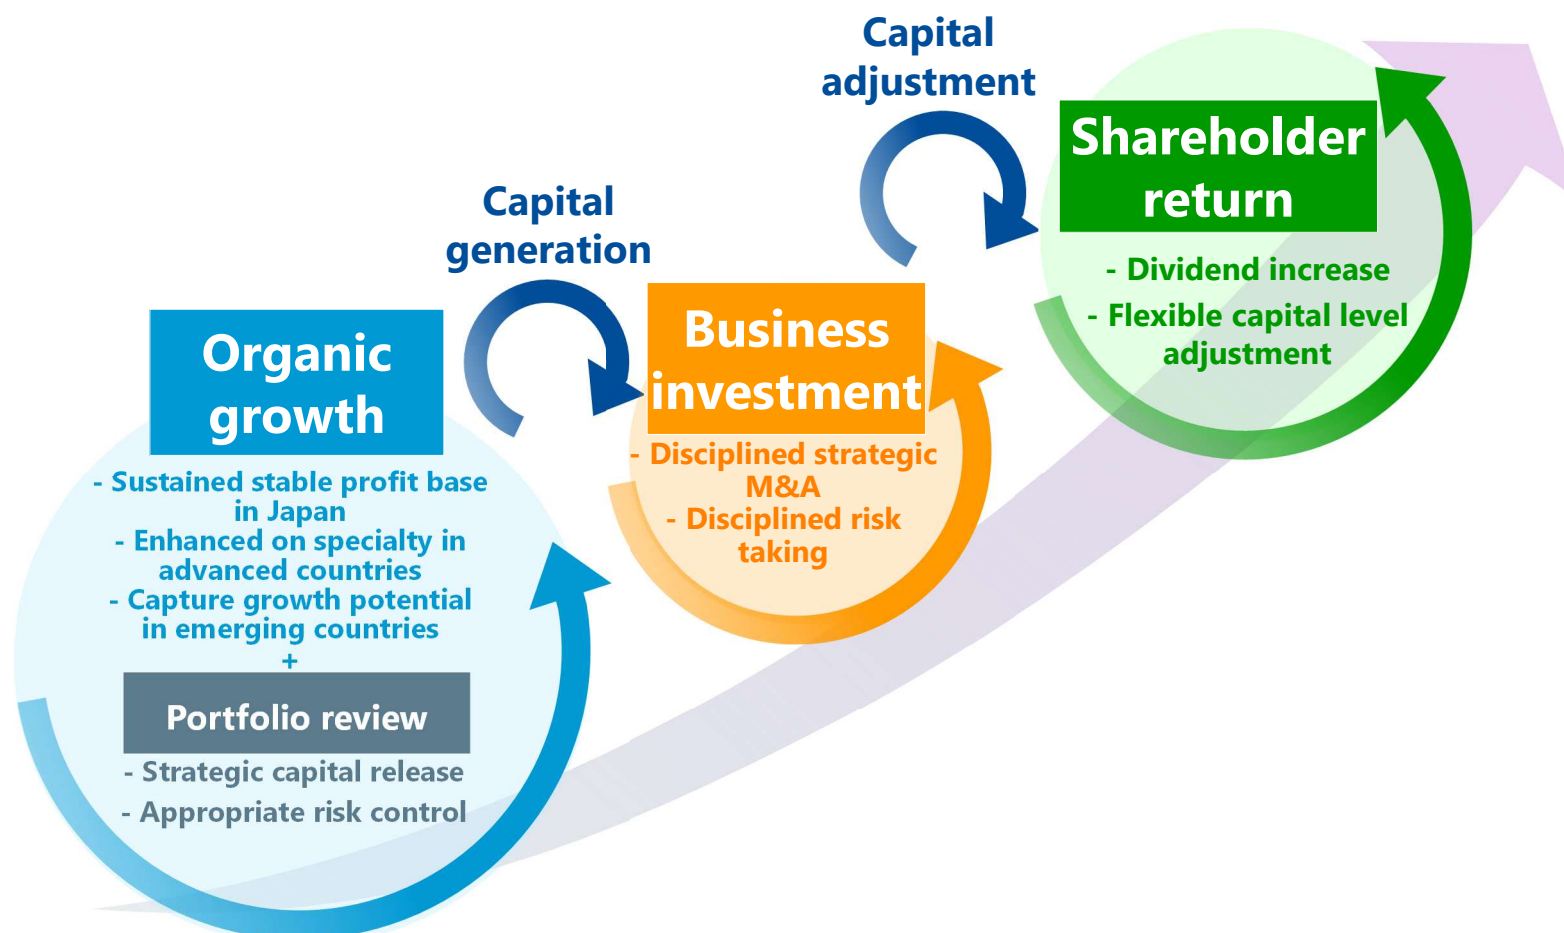 Capital
adjustment
Shareholder
return
- Dividend increase
- Flexible capital level
adjustment
Capital
generation
Business
investment
- Disciplined strategic
M&A
- Disciplined risk
taking
Organic
growth
- Sustained stable profit base
in Japan
- Enhanced on specialty in
advanced countries
- Capture growth potential
in emerging countries
+
Portfolio review
- Strategic capital release
- Appropriate risk control